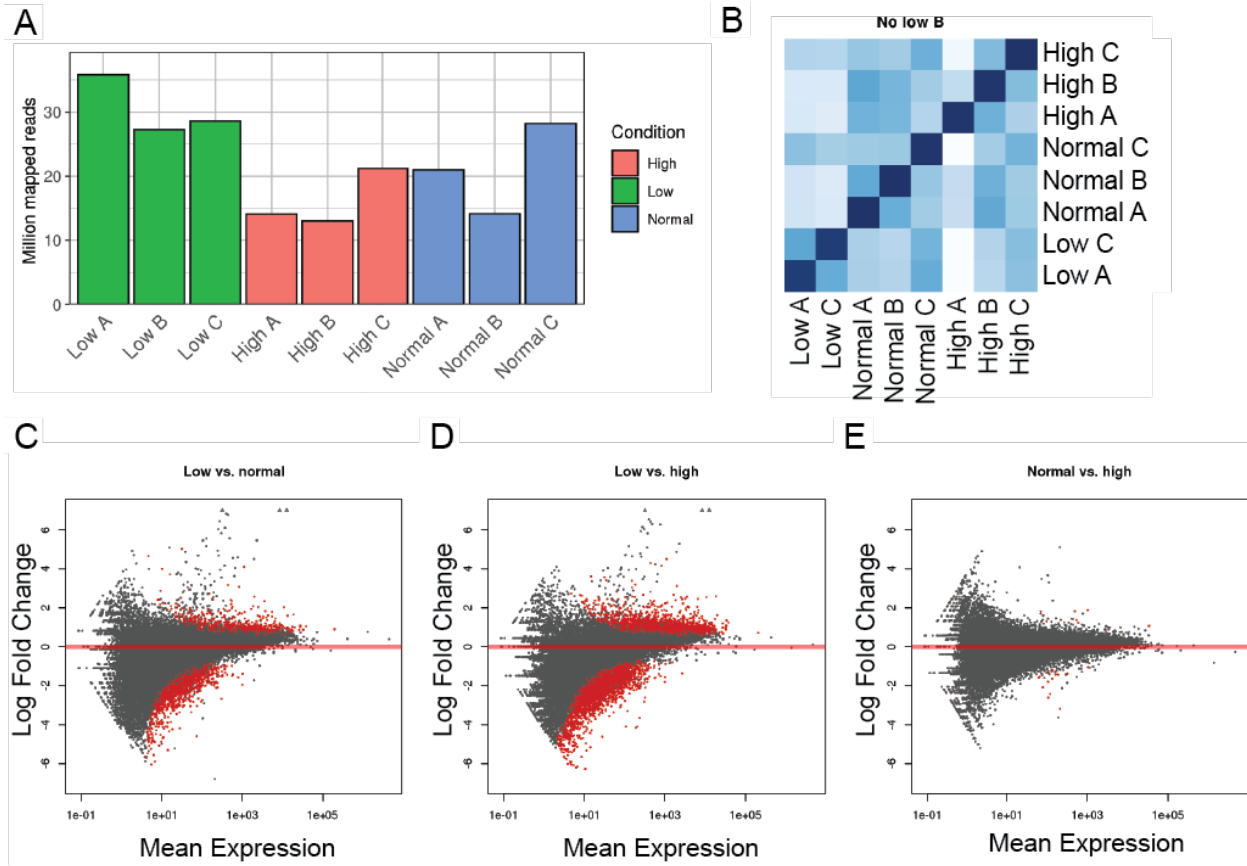 A
Million mapped reads
30
20
10
0
Low A
Low B
Low C
High A
High B
High C
Normal A
Normal B
Normal C
Condition
High
Low
Normal
B
No low B
High C
High B
High A
Normal C
Normal B
Normal A
Low C
Low A
Low A
Low C
Normal A
Normal B
Normal C
High A
High B
High C
C
Low vs. normal
Log Fold Change
6
4
2
0
-2
-4
-6
1e-01
1e+01
1e+03
1e+05
Mean Expression
D
Low vs. high
Log Fold Change
6
4
2
0
-2
-4
-6
1e-01
1e+01
1e+03
1e+05
Mean Expression
E
Normal vs. high
Log Fold Change
6
4
2
0
-2
-4
-6
1e-01
1e+01
1e+03
1e+05
Mean Expression